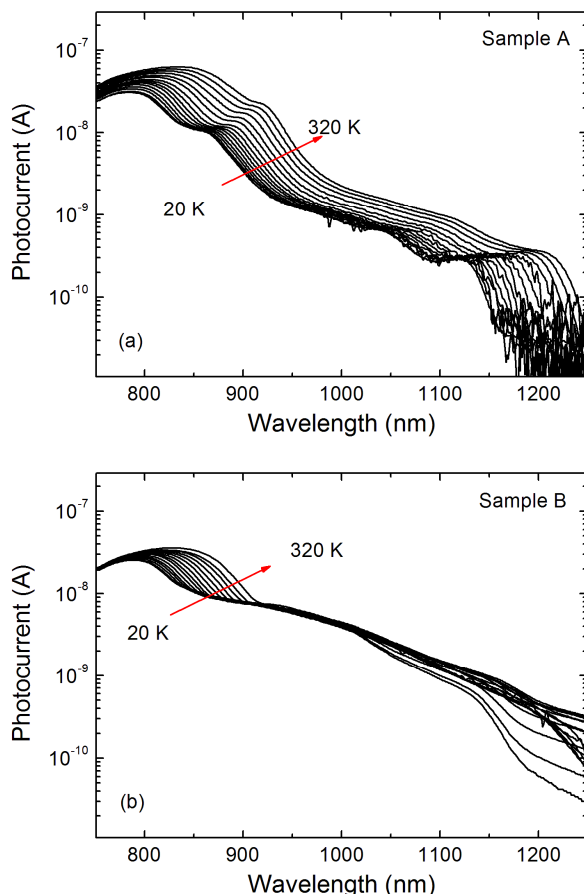 Sample A
10⁻⁷
10⁻⁸
10⁻⁹
10⁻¹⁰
Photocurrent (A)
320 K
20 K
(a)
800 900 1000 1100 1200
Wavelength (nm)
Sample B
10⁻⁷
10⁻⁸
10⁻⁹
10⁻¹⁰
Photocurrent (A)
320 K
20 K
(b)
800 900 1000 1100 1200
Wavelength (nm)